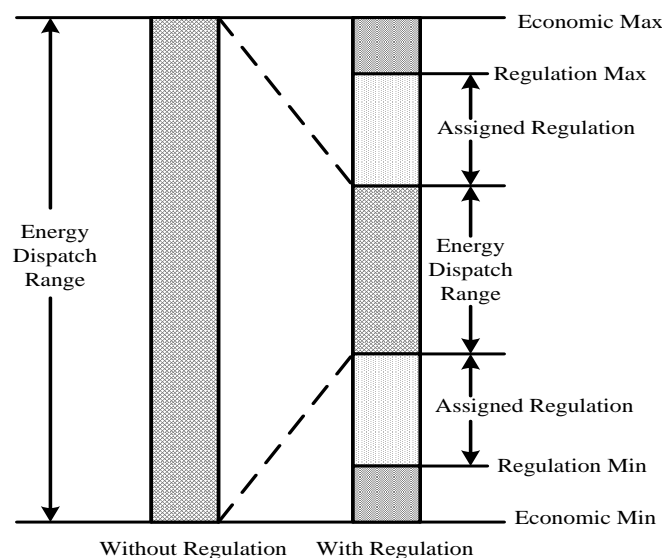 Economic Max
Regulation Max
Assigned Regulation
Energy
Dispatch
Range
Energy
Dispatch
Range
Assigned Regulation
Regulation Min
Economic Min
Without Regulation
With Regulation